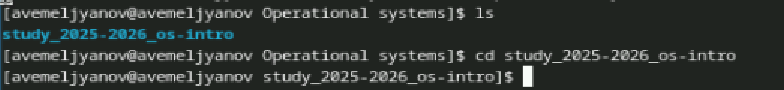 [avemeljyanov@avemeljyanov Operational systems]$ ls
study_2025-2026_os-intro
[avemeljyanov@avemeljyanov Operational systems]$ cd study_2025-2026_os-intro
[avemeljyanov@avemeljyanov study_2025-2026_os-intro]$